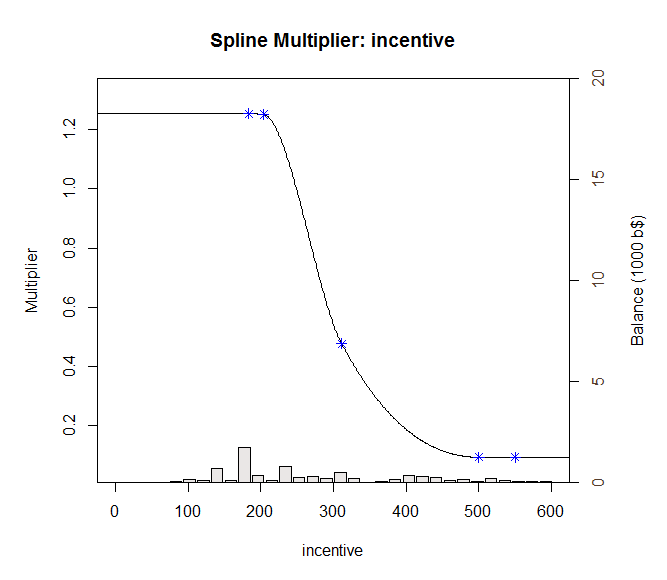 Spline Multiplier: incentive
Multiplier
0.2 0.4 0.6 0.8 1.0 1.2
Balance (1000 b$)
0 5 10 15 20
0 100 200 300 400 500 600
incentive